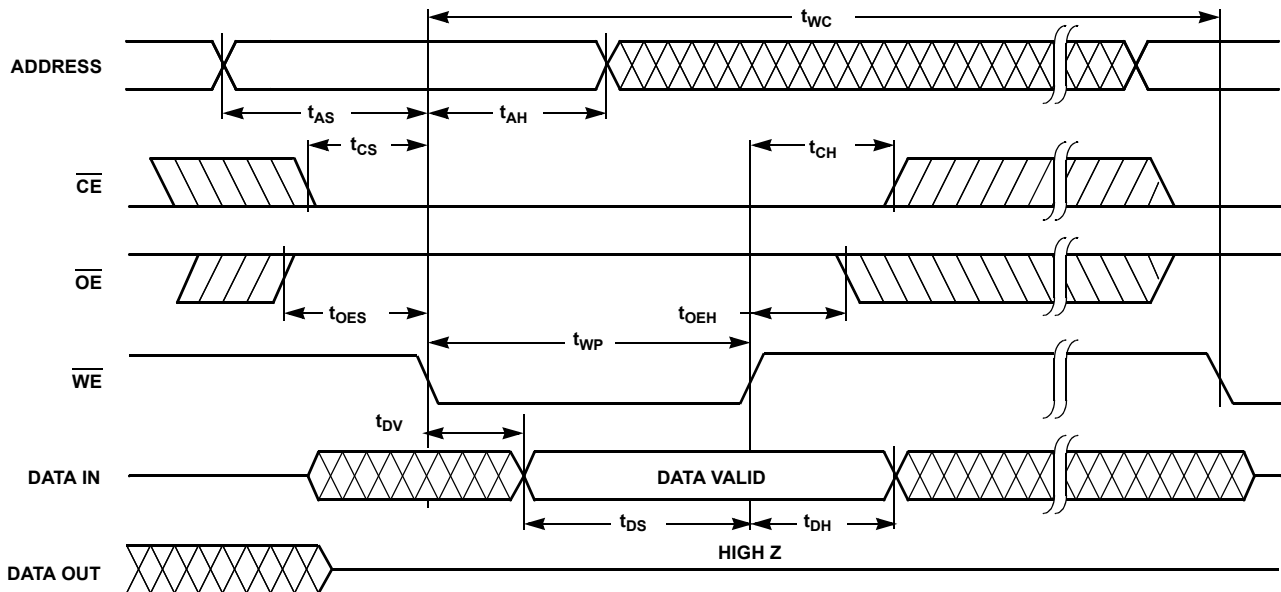 tWC
ADDRESS
tAS
tAH
tCS
tCH
CE
OE
tOES
tOEH
tWP
WE
tDV
DATA IN
DATA VALID
tDS
tDH
HIGH Z
DATA OUT